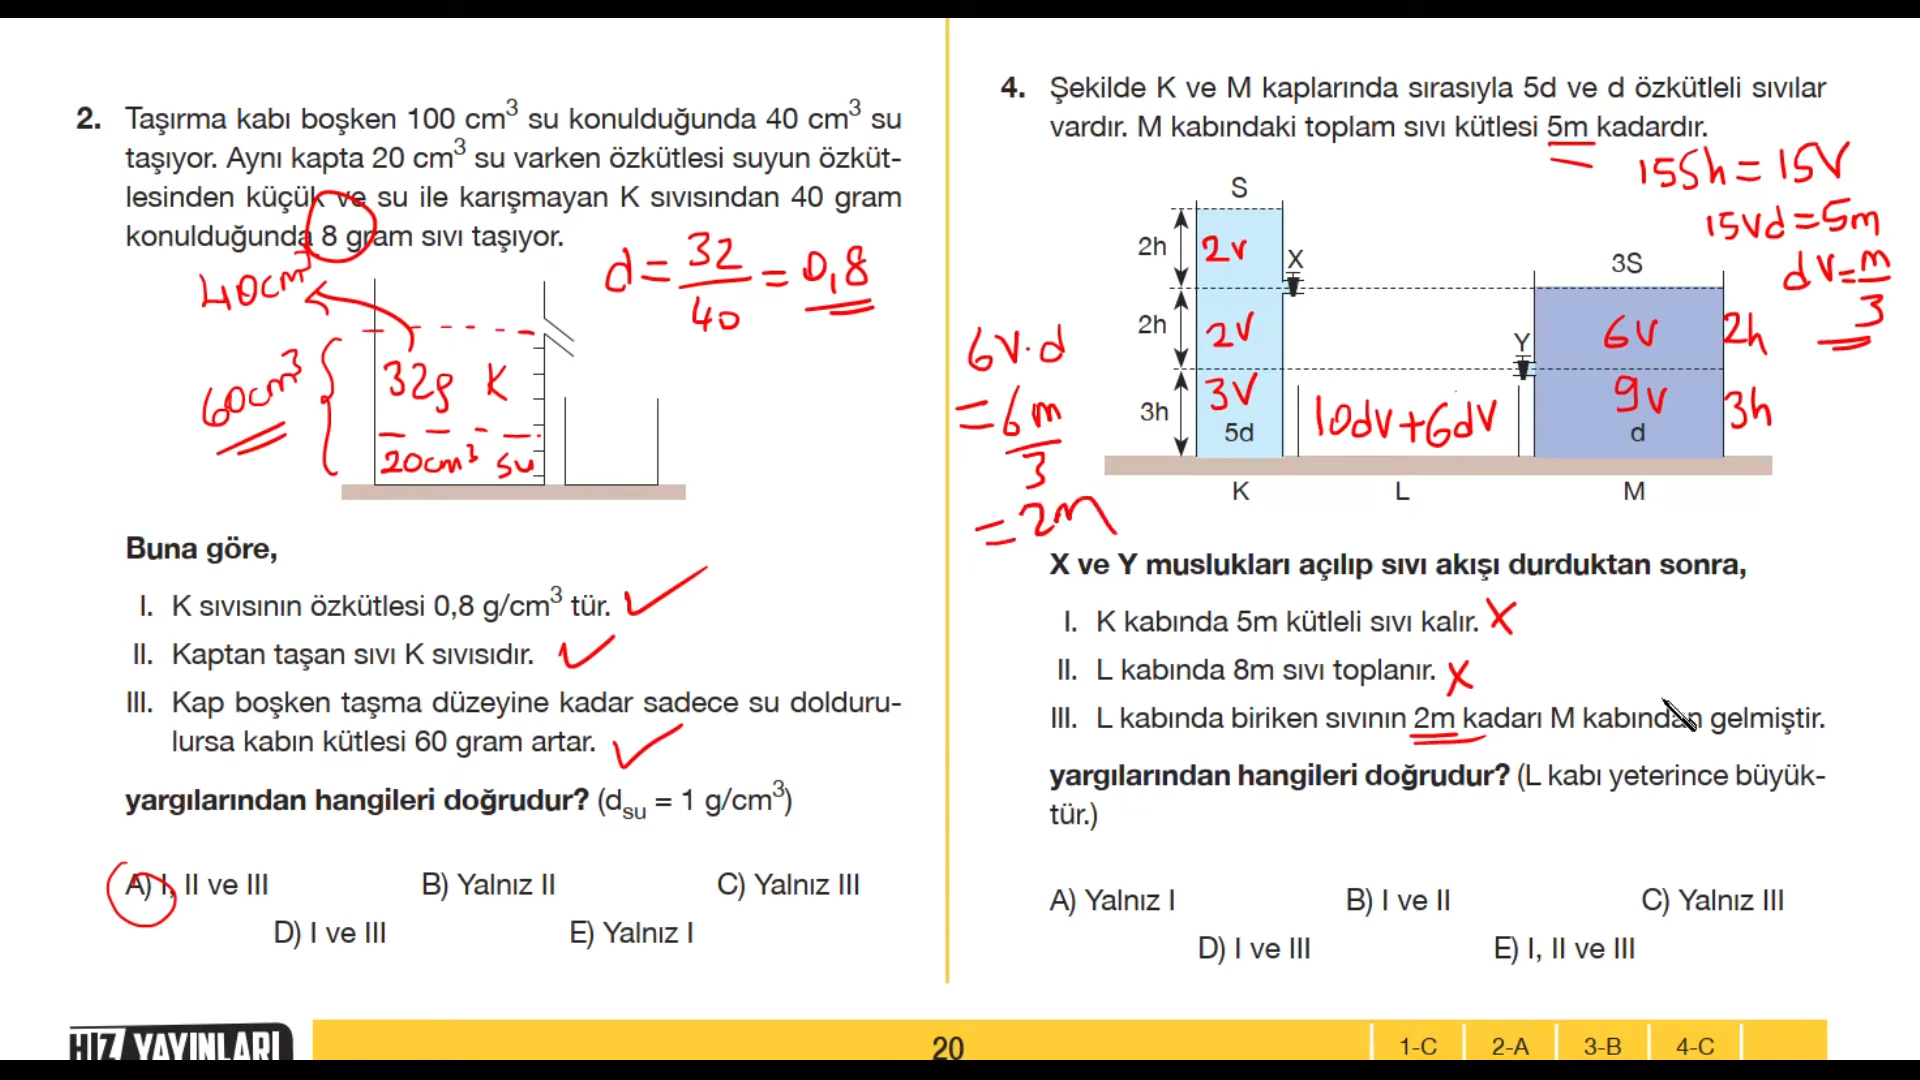 2. Taşırma kabı boşken 100 cm³ su konulduğunda 40 cm³ su
taşıyor. Aynı kapta 20 cm³ su varken özkütlesi suyun özküt-
lesinden küçük ve su ile karışmayan K sıvısından 40 gram
konulduğunda 8 gram sıvı taşıyor.
40cm³
d = 32/40 = 0,8
60cm³
32g K
20cm³ su
Buna göre,
I. K sıvısının özkütlesi 0,8 g/cm³ tür.
II. Kaptan taşan sıvı K sıvısıdır.
III. Kap boşken taşma düzeyine kadar sadece su dolduru-
lursa kabın kütlesi 60 gram artar.
yargılarından hangileri doğrudur? (d_su = 1 g/cm³)
A) I, II ve III B) Yalnız II C) Yalnız III
D) I ve III E) Yalnız I
4. Şekilde K ve M kaplarında sırasıyla 5d ve d özkütleli sıvılar
vardır. M kabındaki toplam sıvı kütlesi 5m kadardır.
15Sh = 15V
15Vd = 5m
dV = m/3
S
2h 2v X
3S
2h 2v Y 6v 2h
3h 3v 10dv+6dv 9v 3h
5d d
K L M
6V.d
= 6m/3
= 2m
X ve Y muslukları açılıp sıvı akışı durduktan sonra,
I. K kabında 5m kütleli sıvı kalır. X
II. L kabında 8m sıvı toplanır. X
III. L kabında biriken sıvının 2m kadarı M kabından gelmiştir.
yargılarından hangileri doğrudur? (L kabı yeterince büyük-
tür.)
A) Yalnız I B) I ve II C) Yalnız III
D) I ve III E) I, II ve III
HIZ YAYINLARI
20
1-C 2-A 3-B 4-C